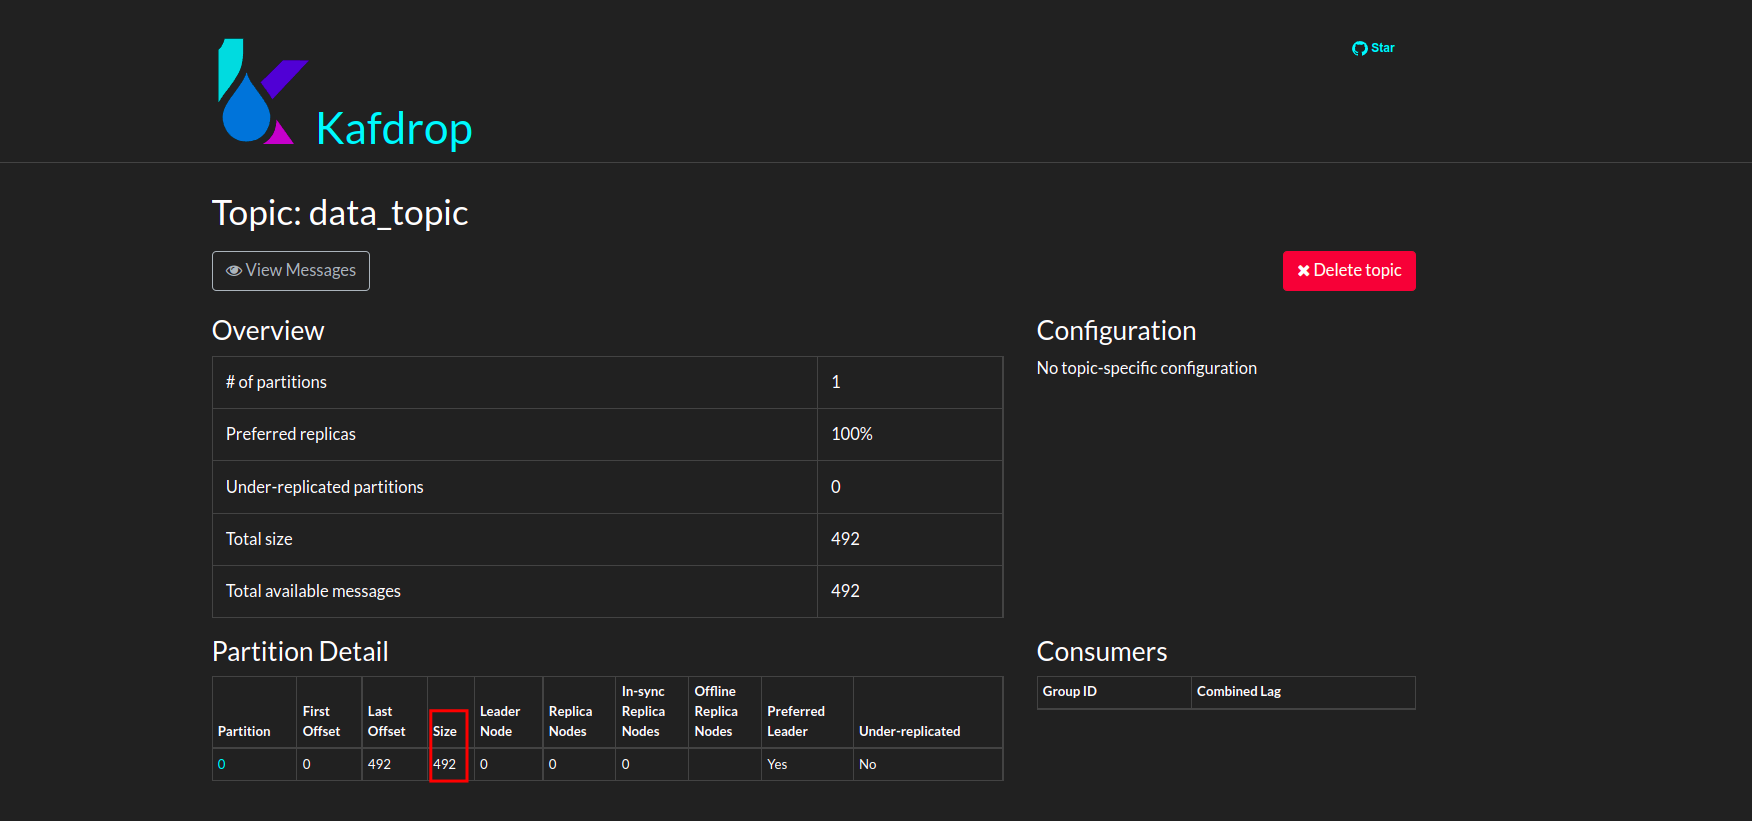 Star
Kafdrop
Topic: data_topic
View Messages
Delete topic
Overview
# of partitions 1
Preferred replicas 100%
Under-replicated partitions 0
Total size 492
Total available messages 492
Configuration
No topic-specific configuration
Partition Detail
Partition First Offset Last Offset Size Leader Node Replica Nodes In-sync Replica Nodes Offline Replica Nodes Preferred Leader Under-replicated
0 0 492 492 0 0 0 Yes No
Consumers
Group ID Combined Lag